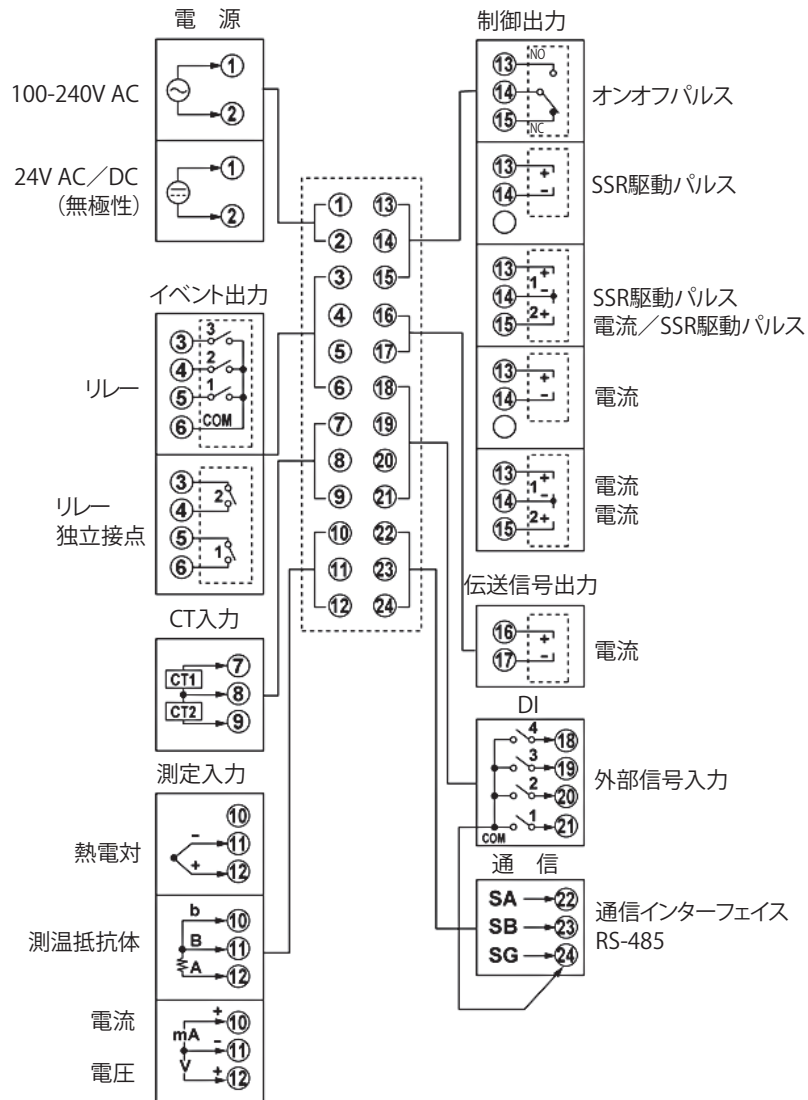 電 源
100-240V AC
①
②
24V AC／DC
（無極性）
①
②
イベント出力
リレー
③ 3
④ 2
⑤ 1
⑥ COM
リレー
独立接点
③
④ 2
⑤
⑥ 1
CT入力
⑦
CT1 ⑧
CT2 ⑨
測定入力
熱電対
⑩
- ⑪
+ ⑫
測温抵抗体
b ⑩
B ⑪
A ⑫
電流
電圧
+ ⑩
mA - ⑪
V + ⑫
① ⑬
② ⑭
③ ⑮
④ ⑯
⑤ ⑰
⑥ ⑱
⑦ ⑲
⑧ ⑳
⑨ ㉑
⑩ ㉒
⑪ ㉓
⑫ ㉔
制御出力
⑬ NO
⑭
⑮ NC
オンオフパルス
⑬ +
⑭ -
SSR駆動パルス
⑬ +
1
⑭ -
2+
⑮
SSR駆動パルス
電流／SSR駆動パルス
⑬ +
⑭ -
電流
⑬ +
1
⑭ -
2+
⑮
電流
電流
伝送信号出力
⑯ +
⑰ -
電流
DI
4 ⑱
3 ⑲
2 ⑳
1 ㉑
COM
外部信号入力
通 信
SA ㉒
SB ㉓
SG ㉔
通信インターフェイス
RS-485